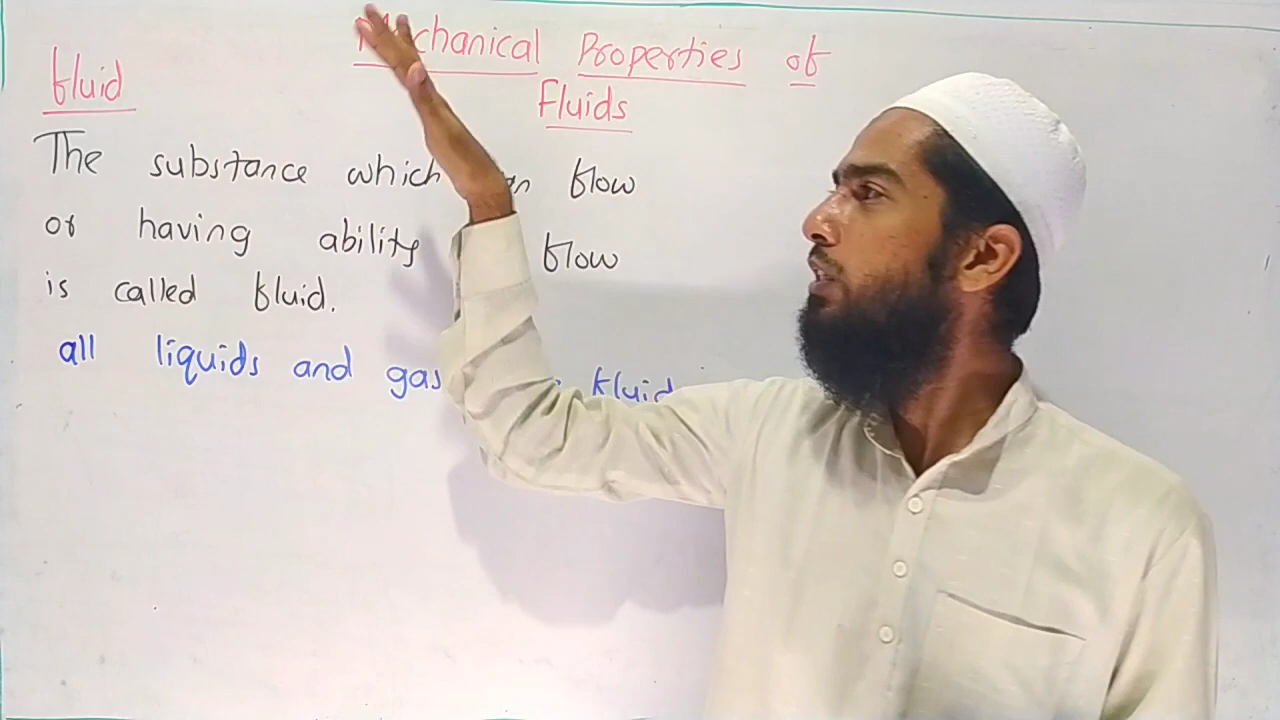 Mechanical Properties of
Fluids
fluid
The substance which flow
or having ability flow
is called fluid.
all liquids and gas fluid